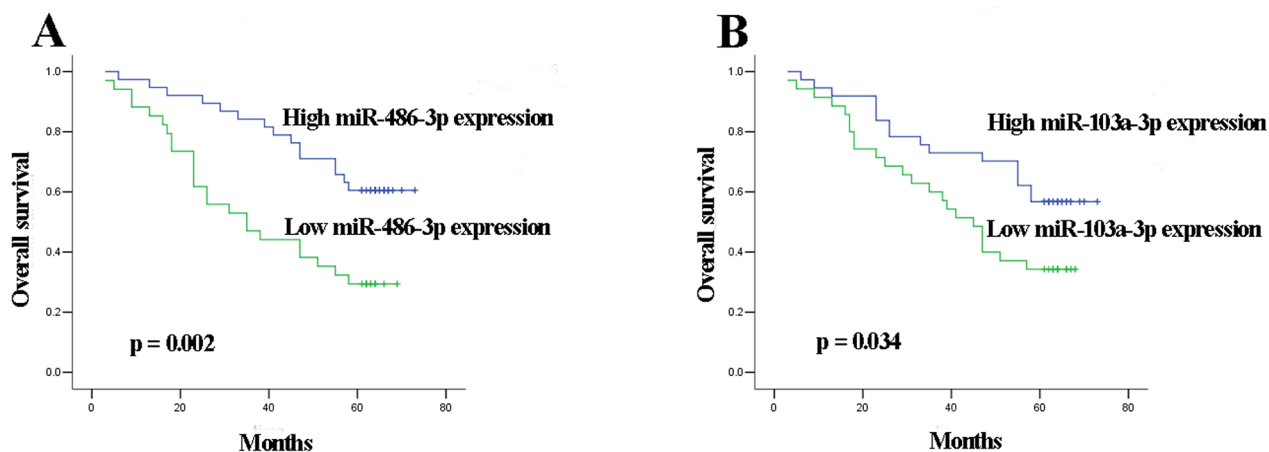 A
1.0
0.8
0.6
0.4
0.2
0.0
Overall survival
High miR-486-3p expression
Low miR-486-3p expression
p = 0.002
0 20 40 60 80
Months
B
1.0
0.8
0.6
0.4
0.2
0.0
Overall survival
High miR-103a-3p expression
Low miR-103a-3p expression
p = 0.034
0 20 40 60 80
Months